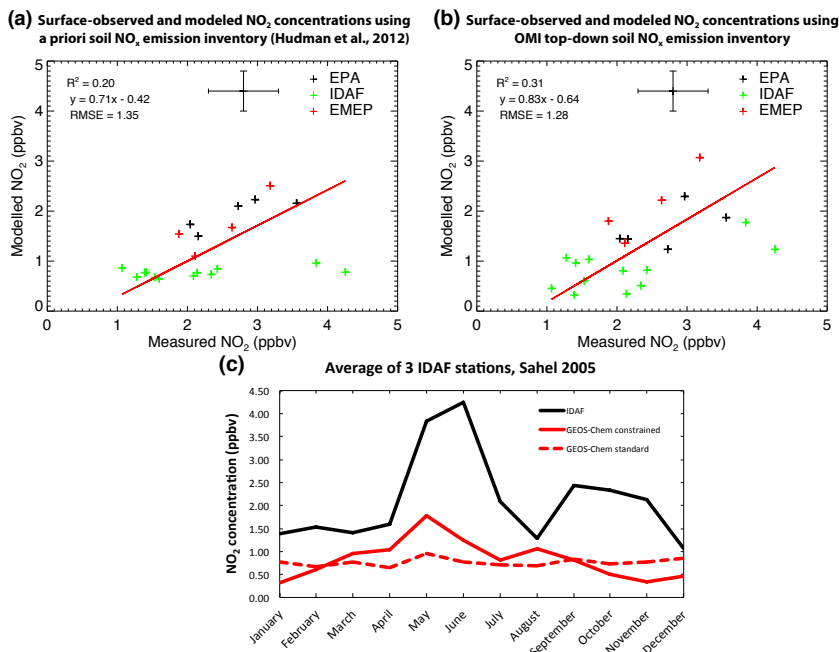 (a) Surface-observed and modeled NO₂ concentrations using
a priori soil NOₓ emission inventory (Hudman et al., 2012)
R² = 0.20
y = 0.71x - 0.42
RMSE = 1.35
EPA
IDAF
EMEP
Modelled NO₂ (ppbv)
5
4
3
2
1
0
0 1 2 3 4 5
Measured NO₂ (ppbv)
(b) Surface-observed and modeled NO₂ concentrations using
OMI top-down soil NOₓ emission inventory
R² = 0.31
y = 0.83x - 0.64
RMSE = 1.28
EPA
IDAF
EMEP
Modelled NO₂ (ppbv)
5
4
3
2
1
0
0 1 2 3 4 5
Measured NO₂ (ppbv)
(c) Average of 3 IDAF stations, Sahel 2005
NO₂ concentration (ppbv)
4.50
4.00
3.50
3.00
2.50
2.00
1.50
1.00
0.50
0.00
IDAF
GEOS-Chem constrained
GEOS-Chem standard
January
February
March
April
May
June
July
August
September
October
November
December